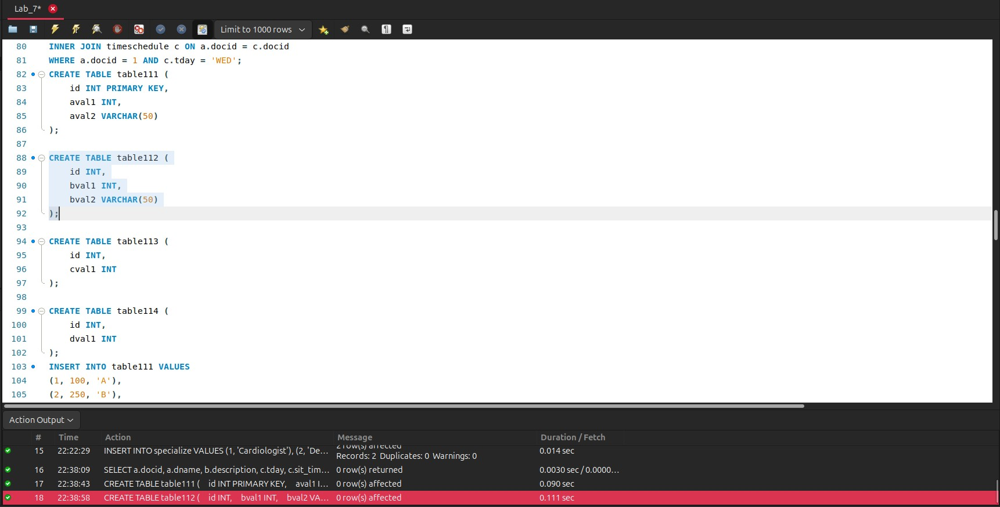 Lab_7*
Limit to 1000 rows
80 INNER JOIN timeschedule c ON a.docid = c.docid
81 WHERE a.docid = 1 AND c.tday = 'WED';
82 CREATE TABLE table111 (
83 id INT PRIMARY KEY,
84 aval1 INT,
85 aval2 VARCHAR(50)
86 );
87
88 CREATE TABLE table112 (
89 id INT,
90 bval1 INT,
91 bval2 VARCHAR(50)
92 );
93
94 CREATE TABLE table113 (
95 id INT,
96 cval1 INT
97 );
98
99 CREATE TABLE table114 (
100 id INT,
101 dval1 INT
102 );
103 INSERT INTO table111 VALUES
104 (1, 100, 'A'),
105 (2, 250, 'B'),
Action Output
# Time Action Message Duration / Fetch
2 row(s) affected
15 22:22:29 INSERT INTO specialize VALUES (1, 'Cardiologist'), (2, 'De... 0.014 sec
Records: 2 Duplicates: 0 Warnings: 0
16 22:38:09 SELECT a.docid, a.dname, b.description, c.tday, c.sit_tim... 0 row(s) returned 0.0030 sec / 0.0000...
17 22:38:43 CREATE TABLE table111 ( id INT PRIMARY KEY, aval1 I... 0 row(s) affected 0.090 sec
18 22:38:58 CREATE TABLE table112 ( id INT, bval1 INT, bval2 VA... 0 row(s) affected 0.111 sec